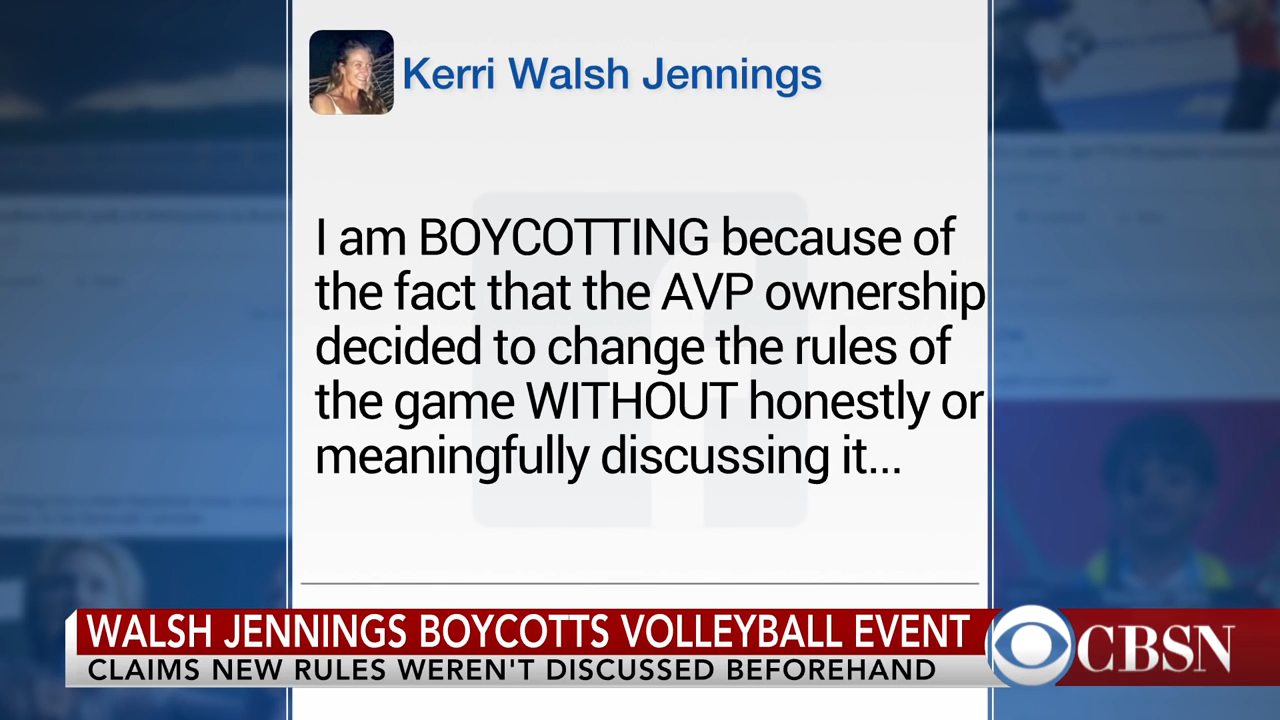 Kerri Walsh Jennings
I am BOYCOTTING because of
the fact that the AVP ownership
decided to change the rules of
the game WITHOUT honestly or
meaningfully discussing it...
WALSH JENNINGS BOYCOTTS VOLLEYBALL EVENT
CLAIMS NEW RULES WEREN'T DISCUSSED BEFOREHAND
CBSN